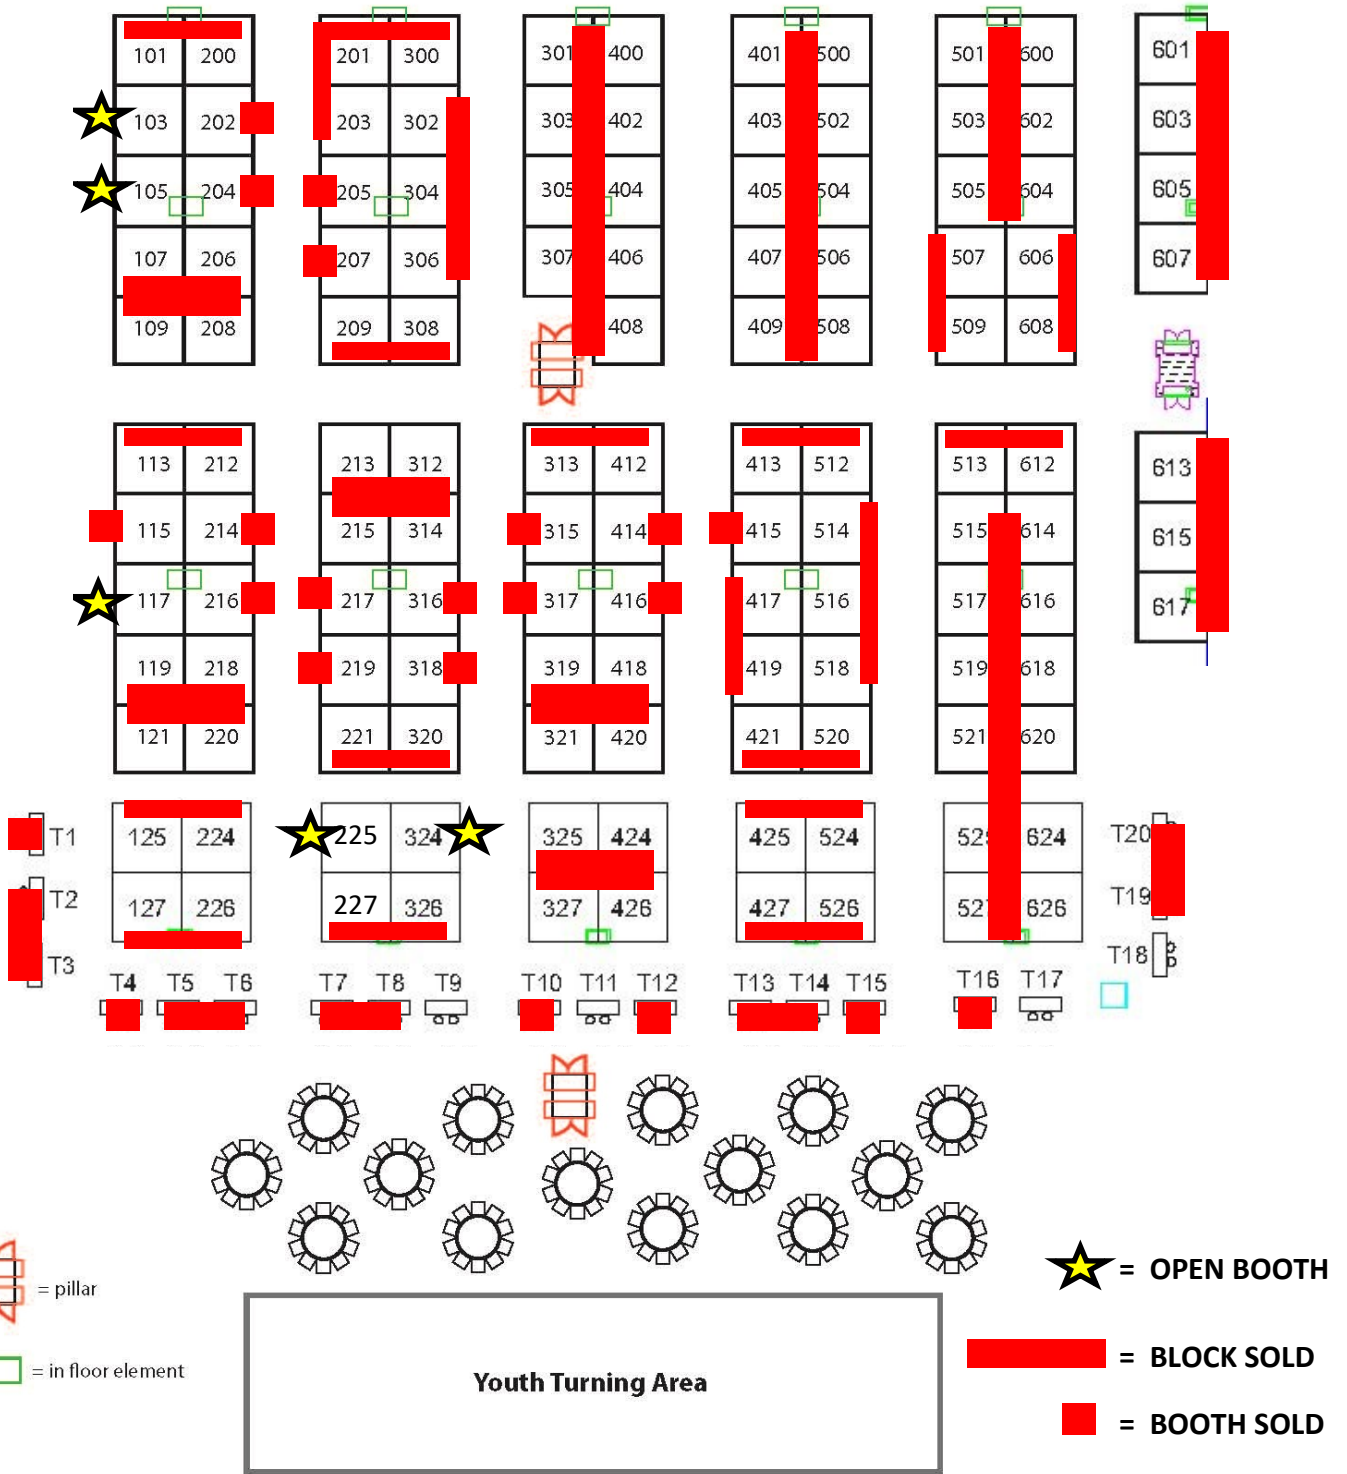 101 200 201 300 301 400 401 500 501 600 601
103 202 203 302 303 402 403 502 503 602 603
105 204 205 304 305 404 405 504 505 604 605
107 206 207 306 307 406 407 506 507 606 607
109 208 209 308 408 409 508 509 608
113 212 213 312 313 412 413 512 513 612 613
115 214 215 314 315 414 415 514 515 614 615
117 216 217 316 317 416 417 516 517 616 617
119 218 219 318 319 418 419 518 519 618
121 220 221 320 321 420 421 520 521 620
T1 125 224 225 324 325 424 425 524 525 624 T20
T2 127 226 227 326 327 426 427 526 527 626 T19
T3 T18
T4 T5 T6 T7 T8 T9 T10 T11 T12 T13 T14 T15 T16 T17
= OPEN BOOTH
= pillar
= BLOCK SOLD
= in floor element
Youth Turning Area
= BOOTH SOLD